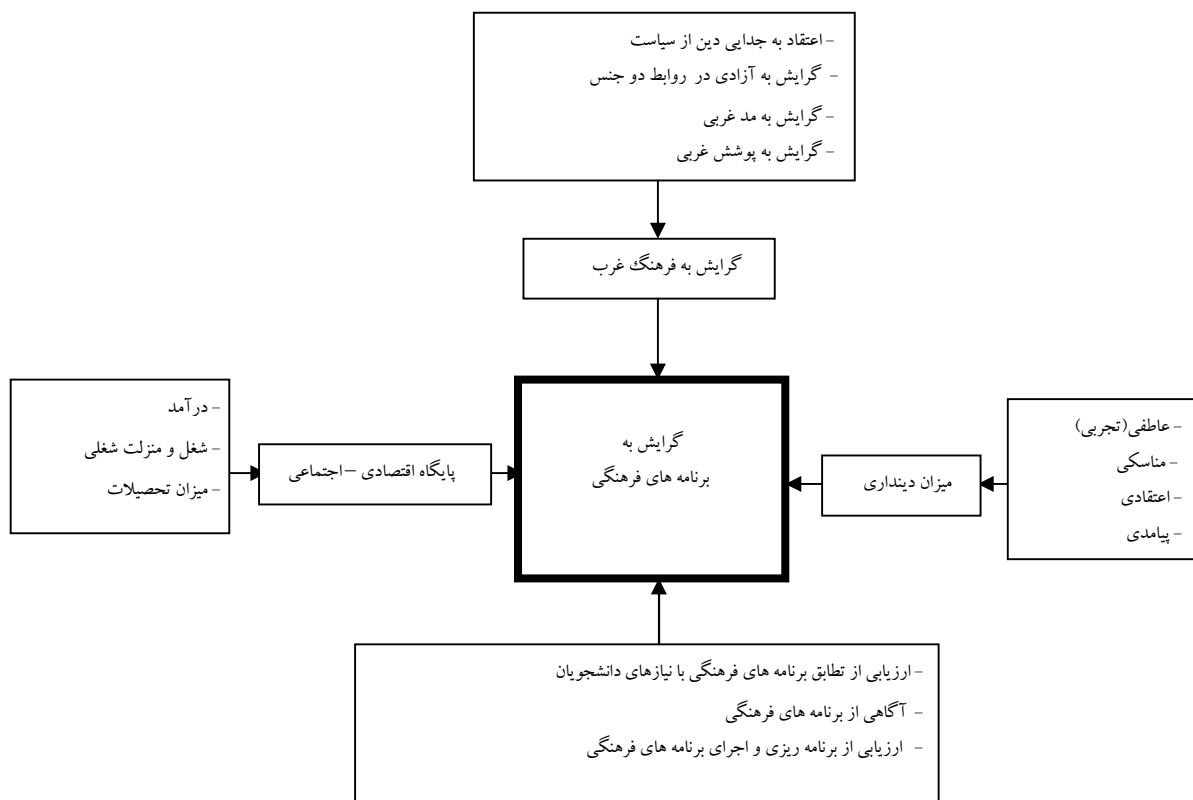 - اعتقاد به جدایی دین از سیاست
- گرایش به آزادی در روابط دو جنس
- گرایش به مد غربی
- گرایش به پوشش غربی
گرایش به فرهنگ غرب
- عاطفی(تجربی)
- مناسکی
- اعتقادی
- پیامدی
میزان دینداری
گرایش به
برنامه های فرهنگی
پایگاه اقتصادی – اجتماعی
- درآمد
- شغل و منزلت شغلی
- میزان تحصیلات
- ارزیابی از تطابق برنامه های فرهنگی با نیازهای دانشجویان
- آگاهی از برنامه های فرهنگی
- ارزیابی از برنامه ریزی و اجرای برنامه های فرهنگی